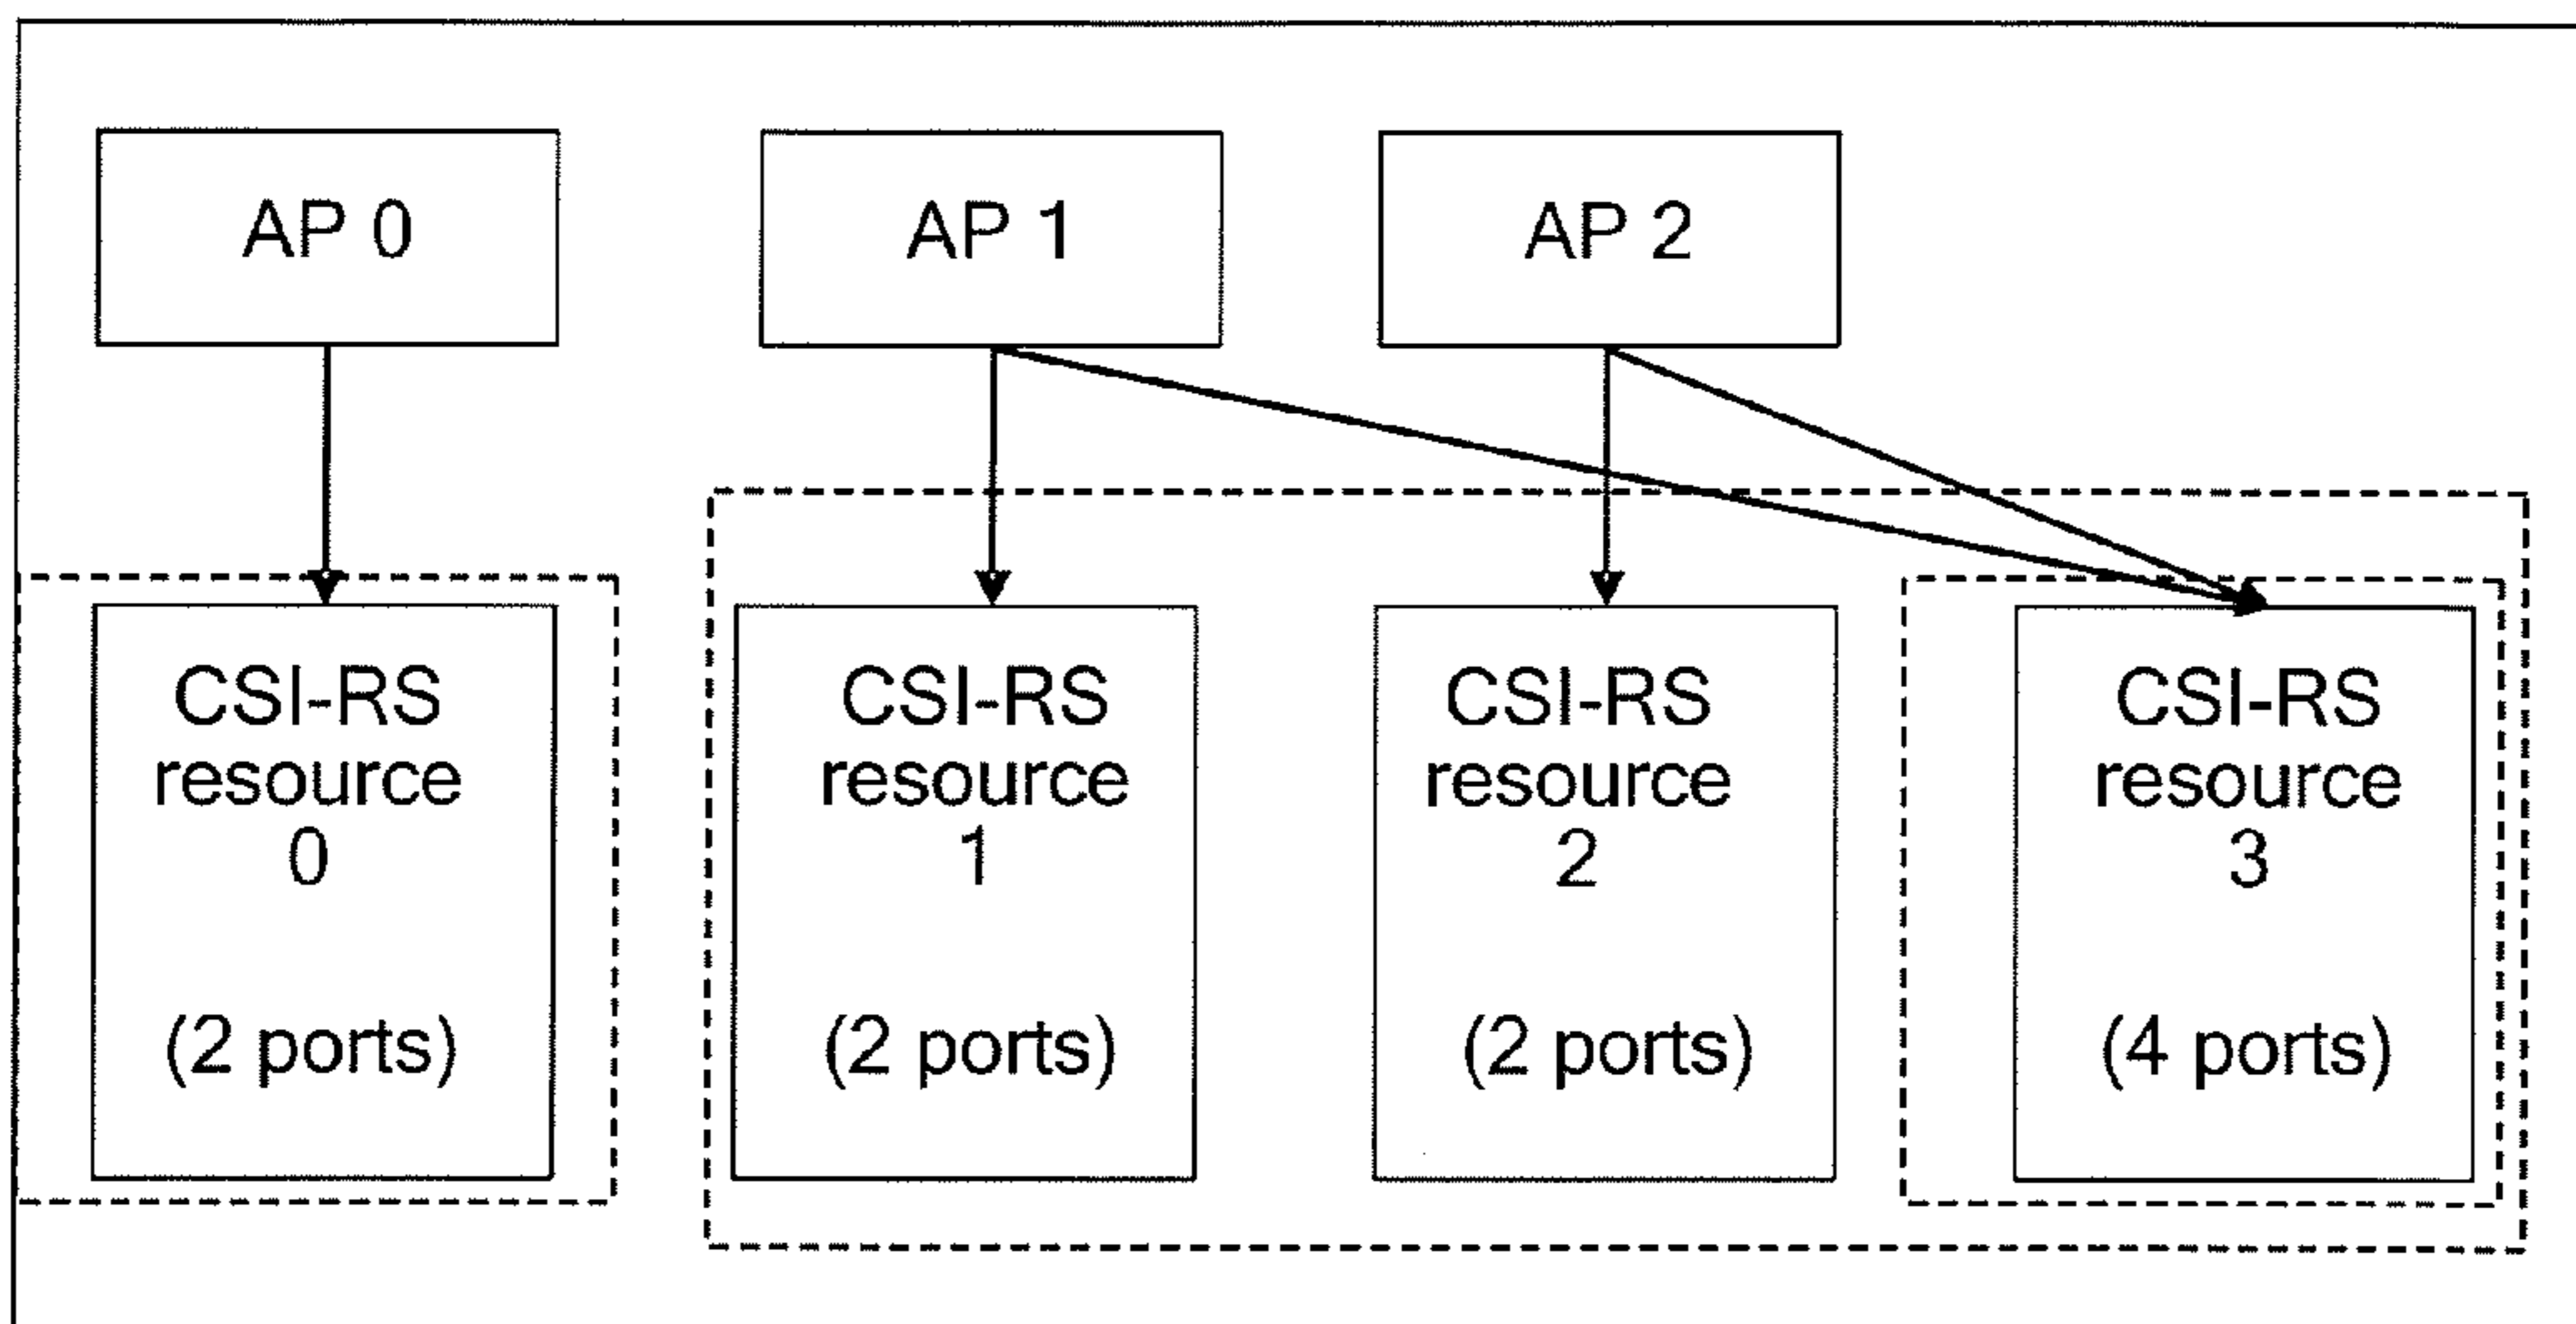 AP 0
AP 1
AP 2
CSI-RS
resource
0
(2 ports)
CSI-RS
resource
1
(2 ports)
CSI-RS
resource
2
(2 ports)
CSI-RS
resource
3
(4 ports)